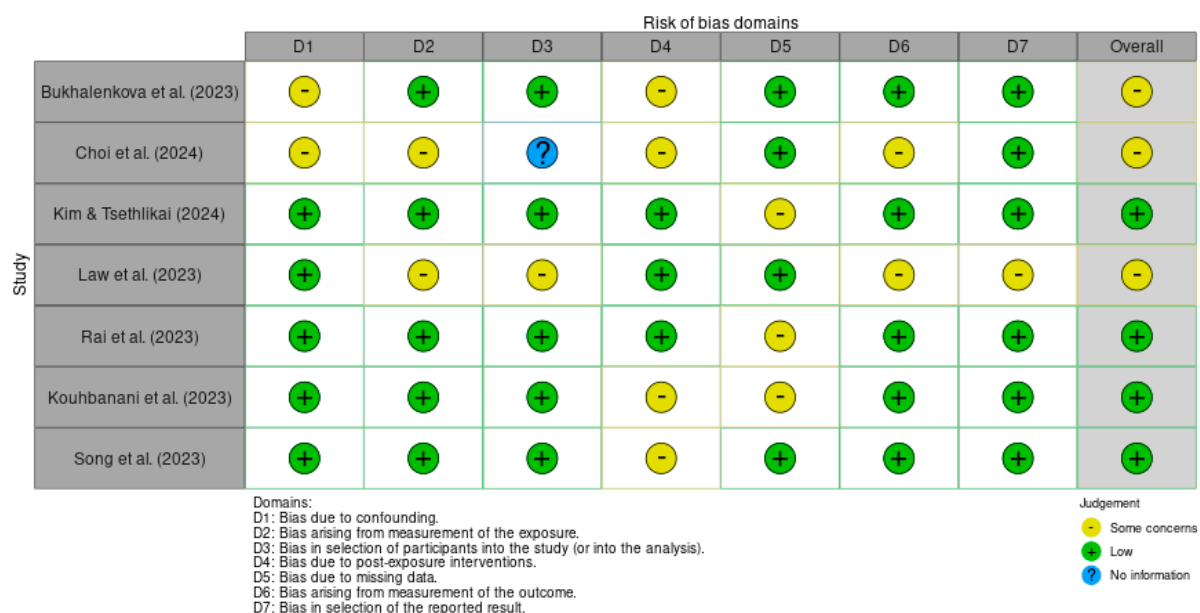 Risk of bias domains
D1 D2 D3 D4 D5 D6 D7 Overall
Study
Bukhalenkova et al. (2023) - + + - + + + -
Choi et al. (2024) - - ? - + - + -
Kim & Tsethlikai (2024) + + + + - + + +
Law et al. (2023) + - - + + - - -
Rai et al. (2023) + + + + - + + +
Kouhbanani et al. (2023) + + + - - + + +
Song et al. (2023) + + + - + + + +
Domains:
D1: Bias due to confounding.
D2: Bias arising from measurement of the exposure.
D3: Bias in selection of participants into the study (or into the analysis).
D4: Bias due to post-exposure interventions.
D5: Bias due to missing data.
D6: Bias arising from measurement of the outcome.
D7: Bias in selection of the reported result.
Judgement
- Some concerns
+ Low
? No information